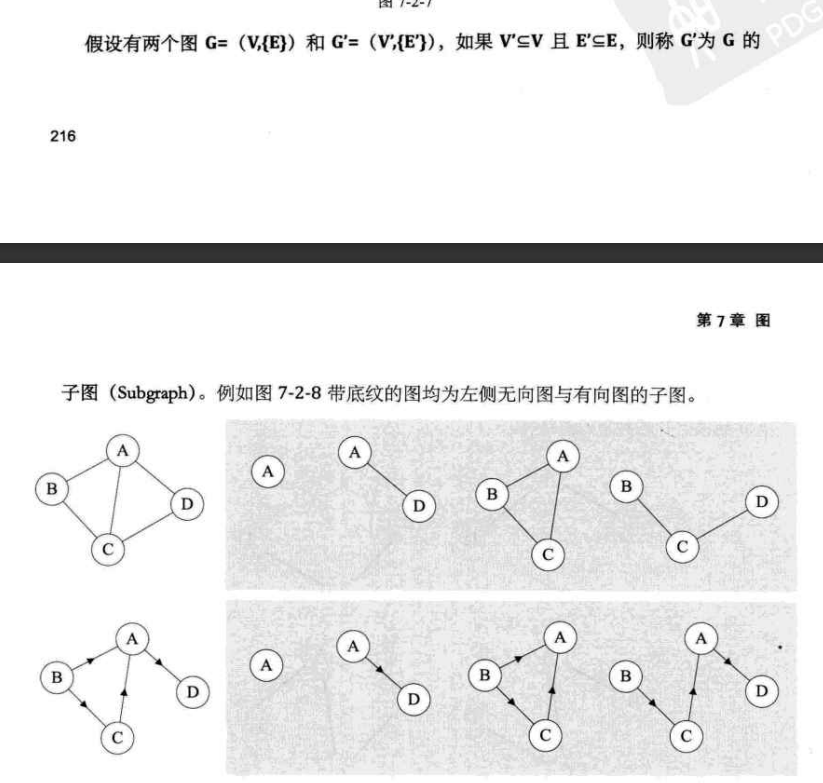 图 7-2-7
假设有两个图 G=（V,{E}）和 G'=（V',{E'}），如果 V'⊆V 且 E'⊆E，则称 G'为 G 的
PDG
216
第 7 章 图
子图（Subgraph）。例如图 7-2-8 带底纹的图均为左侧无向图与有向图的子图。
A B D C
A
A D
A B C
B D C
A B D C
A
A D
A B C
A B D C